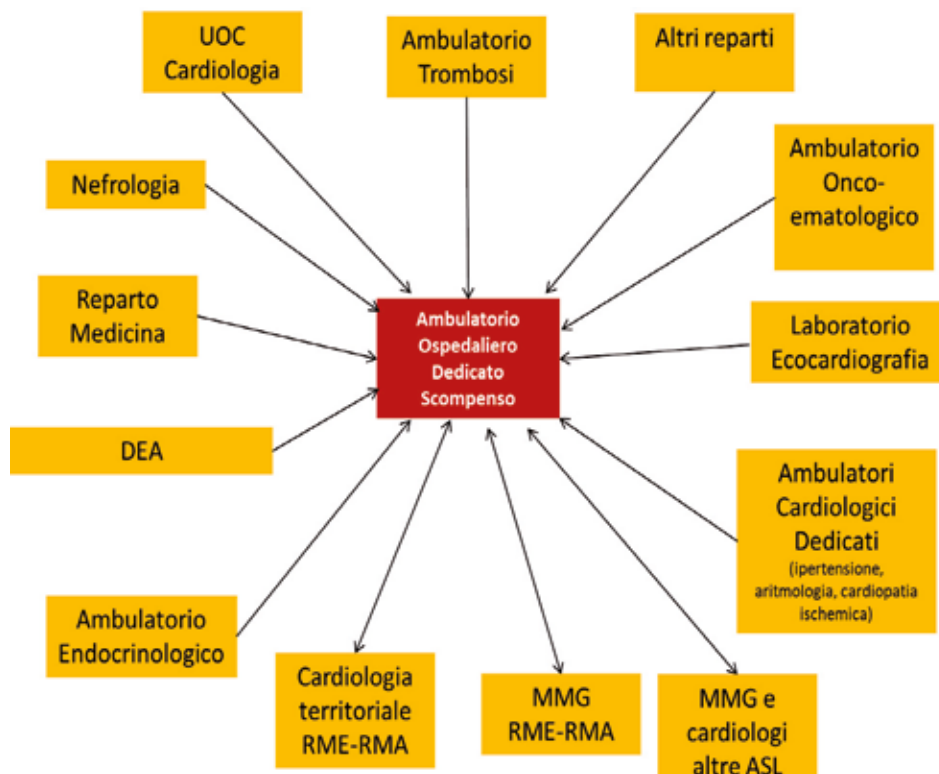 UOC
Cardiologia
Ambulatorio
Trombosi
Altri reparti
Ambulatorio
Onco-
ematologico
Nefrologia
Reparto
Medicina
Ambulatorio
Ospedaliero
Dedicato
Scompenso
Laboratorio
Ecocardiografia
DEA
Ambulatori
Cardiologici
Dedicati
(ipertensione,
aritmologia, cardiopatia
ischemica)
Ambulatorio
Endocrinologico
Cardiologia
territoriale
RME-RMA
MMG
RME-RMA
MMG e
cardiologi
altre ASL